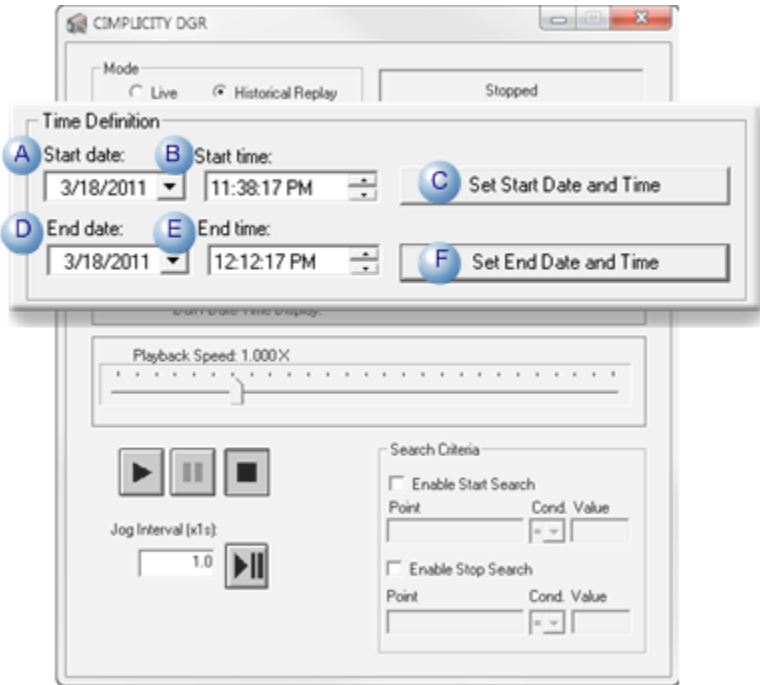 CIMPLICITY DGR
Mode
Live Historical Replay
Stopped
Time Definition
A Start date: B Start time:
3/18/2011 11:38:17 PM C Set Start Date and Time
D End date: E End time:
3/18/2011 12:12:17 PM F Set End Date and Time
Date Time Display:
Playback Speed: 1.000X
Search Criteria
Enable Start Search
Point Cond. Value
=
Jog Interval (x1s):
1.0
Enable Stop Search
Point Cond. Value
=